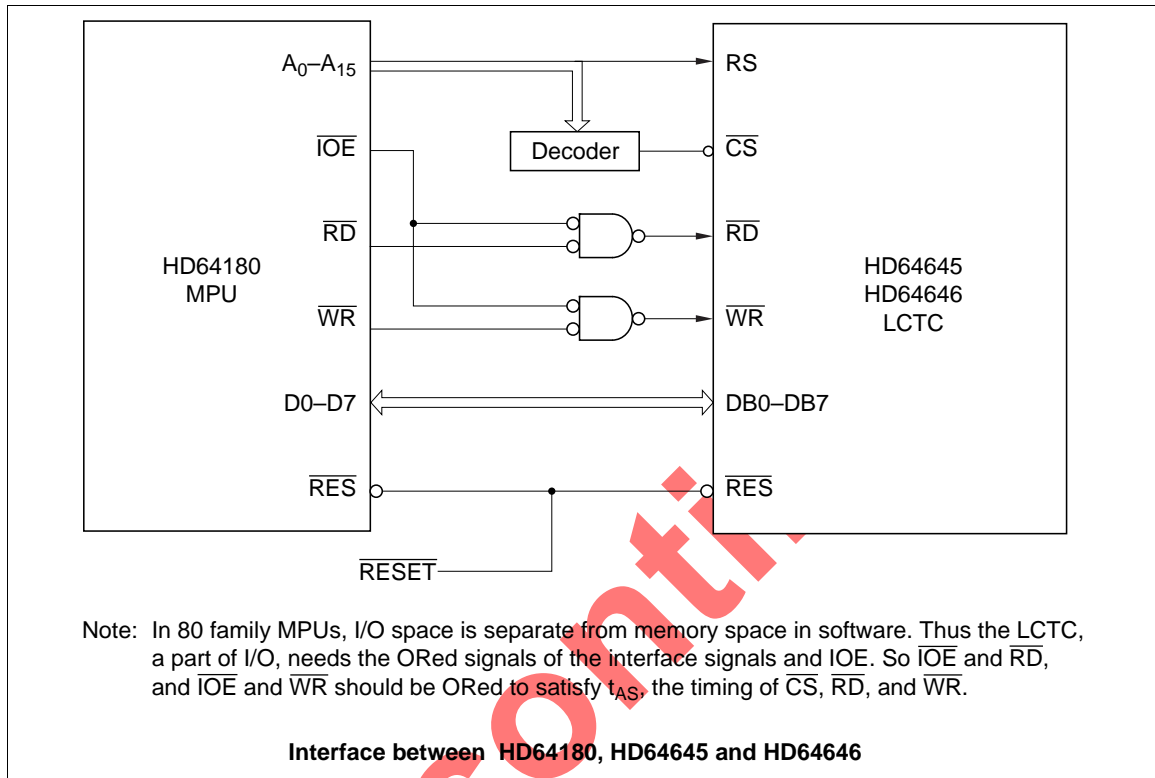 A0–A15 RS
IOE Decoder CS
RD RD
HD64180 HD64645
MPU HD64646
WR WR LCTC
D0–D7 DB0–DB7
RES RES
RESET
Note: In 80 family MPUs, I/O space is separate from memory space in software. Thus the LCTC,
a part of I/O, needs the ORed signals of the interface signals and IOE. So IOE and RD,
and IOE and WR should be ORed to satisfy tAS, the timing of CS, RD, and WR.
Interface between HD64180, HD64645 and HD64646